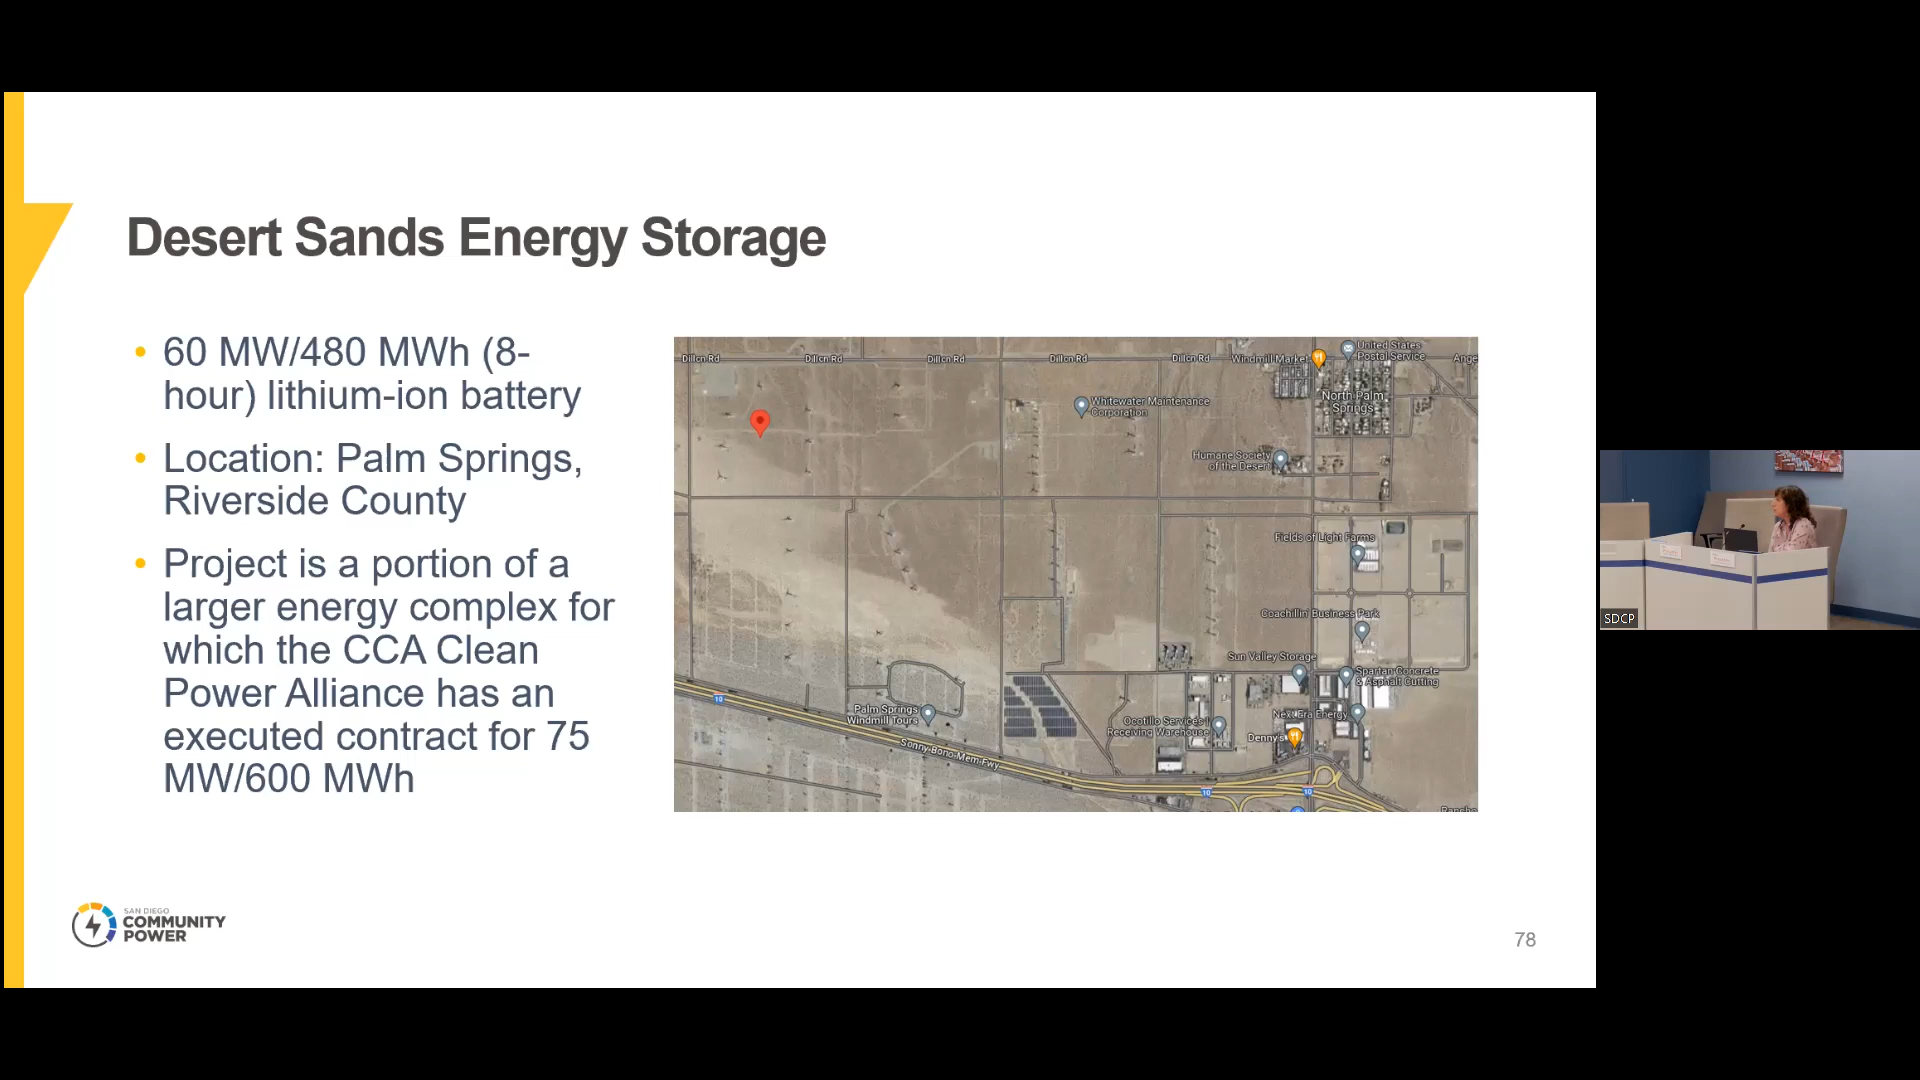 Desert Sands Energy Storage
• 60 MW/480 MWh (8-
hour) lithium-ion battery
• Location: Palm Springs,
Riverside County
• Project is a portion of a
larger energy complex for
which the CCA Clean
Power Alliance has an
executed contract for 75
MW/600 MWh
Dillon Rd
Dillon Rd
Dillon Rd
Dillon Rd
Dillon Rd
Windmill Market
United States
Postal Service
Whitewater Maintenance
Corporation
North Palm
Springs
Humane Society
of the Desert
Fields of Light Farms
Coachillin' Business Park
Sun Valley Storage
Spartan Concrete
& Asphalt Cutting
Palm Springs
Windmill Tours
Ocotillo Services
Receiving Warehouse
Next Era Energy
Denny's
10
Sonny Bono Mem Fwy
10
10
SAN DIEGO
COMMUNITY
POWER
78
SDCP